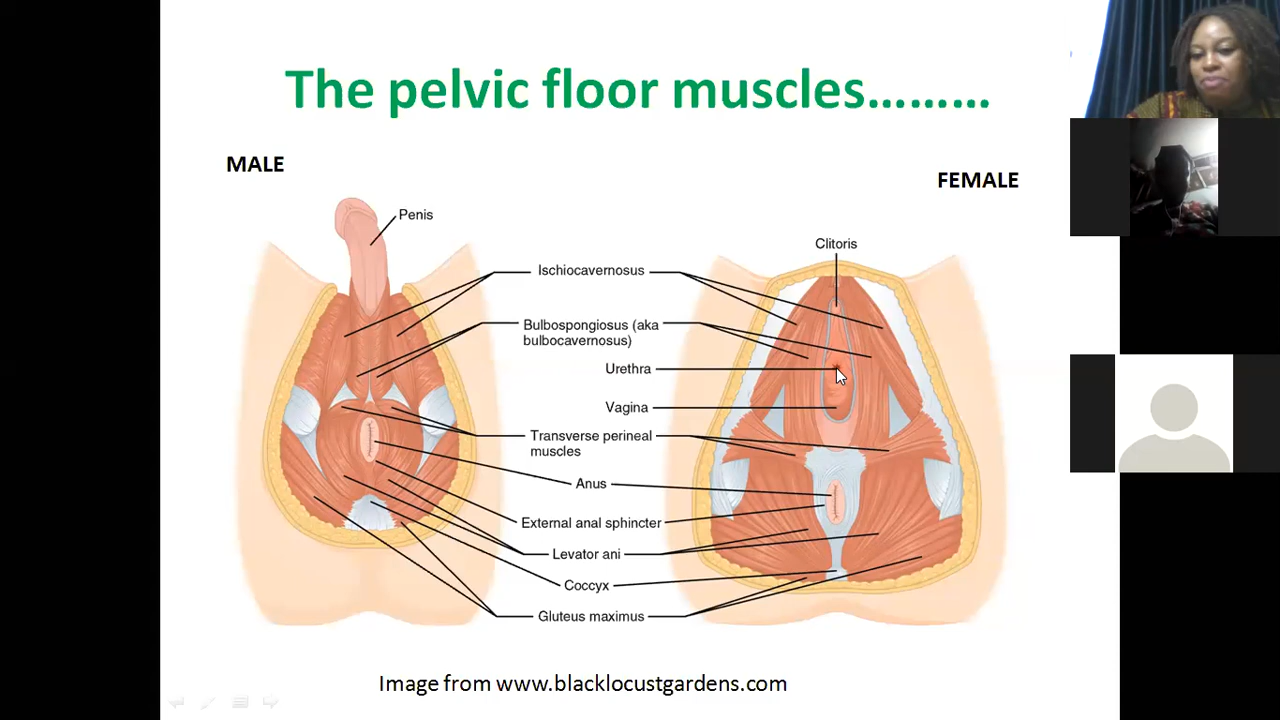 The pelvic floor muscles.........
MALE
FEMALE
Penis
Clitoris
Ischiocavernosus
Bulbospongiosus (aka
bulbocavernosus)
Urethra
Vagina
Transverse perineal
muscles
Anus
External anal sphincter
Levator ani
Coccyx
Gluteus maximus
Image from www.blacklocustgardens.com